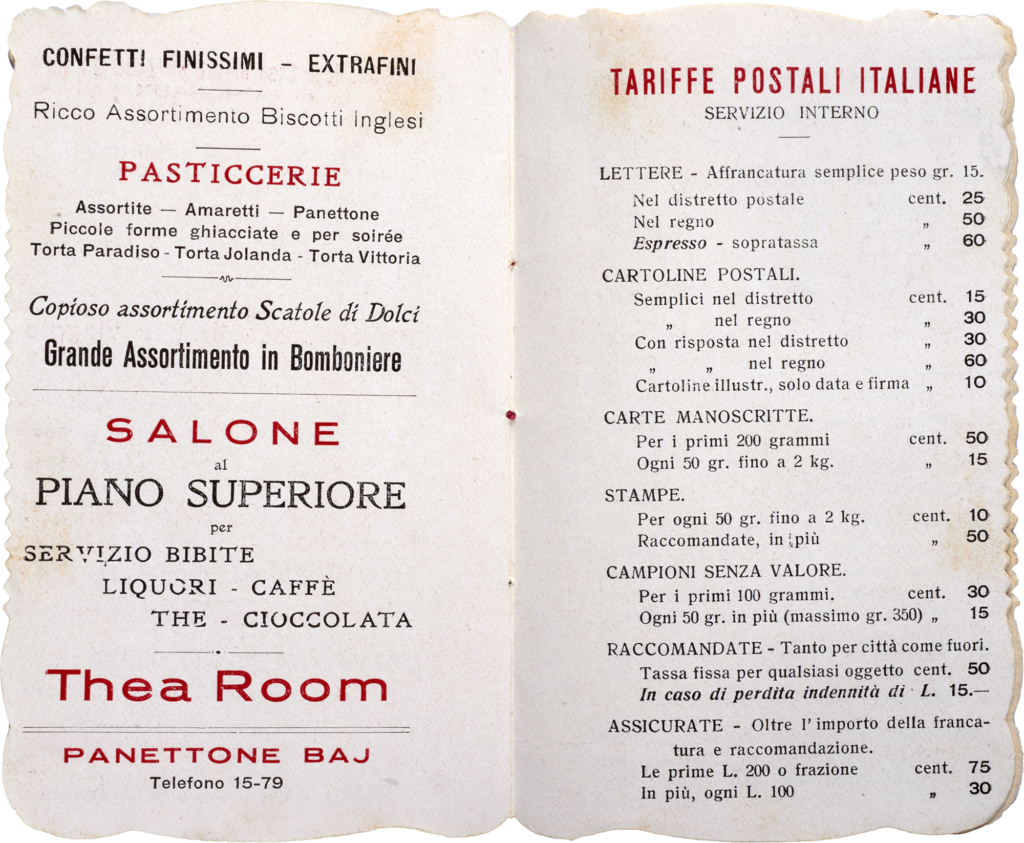 CONFETTI FINISSIMI – EXTRAFINI
Ricco Assortimento Biscotti Inglesi
PASTICCERIE
Assortite — Amaretti — Panettone
Piccole forme ghiacciate e per soirée
Torta Paradiso - Torta Jolanda - Torta Vittoria
Copioso assortimento Scatole di Dolci
Grande Assortimento in Bomboniere
SALONE
al
PIANO SUPERIORE
per
SERVIZIO BIBITE
LIQUORI - CAFFÈ
THE - CIOCCOLATA
Thea Room
PANETTONE BAJ
Telefono 15-79
TARIFFE POSTALI ITALIANE
SERVIZIO INTERNO
LETTERE - Affrancatura semplice peso gr. 15.
Nel distretto postale cent. 25
Nel regno „ 50
Espresso - sopratassa „ 60
CARTOLINE POSTALI.
Semplici nel distretto cent. 15
„ nel regno „ 30
Con risposta nel distretto „ 30
„ „ nel regno „ 60
Cartoline illustr., solo data e firma „ 10
CARTE MANOSCRITTE.
Per i primi 200 grammi cent. 50
Ogni 50 gr. fino a 2 kg. „ 15
STAMPE.
Per ogni 50 gr. fino a 2 kg. cent. 10
Raccomandate, in più „ 50
CAMPIONI SENZA VALORE.
Per i primi 100 grammi. cent. 30
Ogni 50 gr. in più (massimo gr. 350) „ 15
RACCOMANDATE - Tanto per città come fuori.
Tassa fissa per qualsiasi oggetto cent. 50
In caso di perdita indennità di L. 15.—
ASSICURATE - Oltre l'importo della franca-
tura e raccomandazione.
Le prime L. 200 o frazione cent. 75
In più, ogni L. 100 „ 30